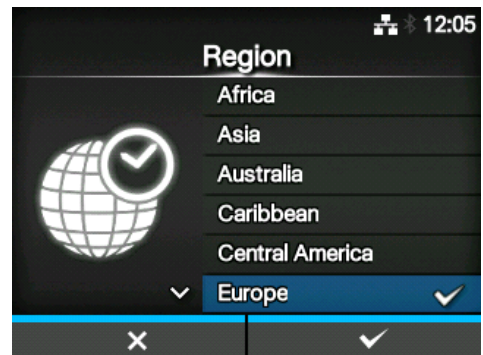 12:05
Region
Africa
Asia
Australia
Caribbean
Central America
Europe